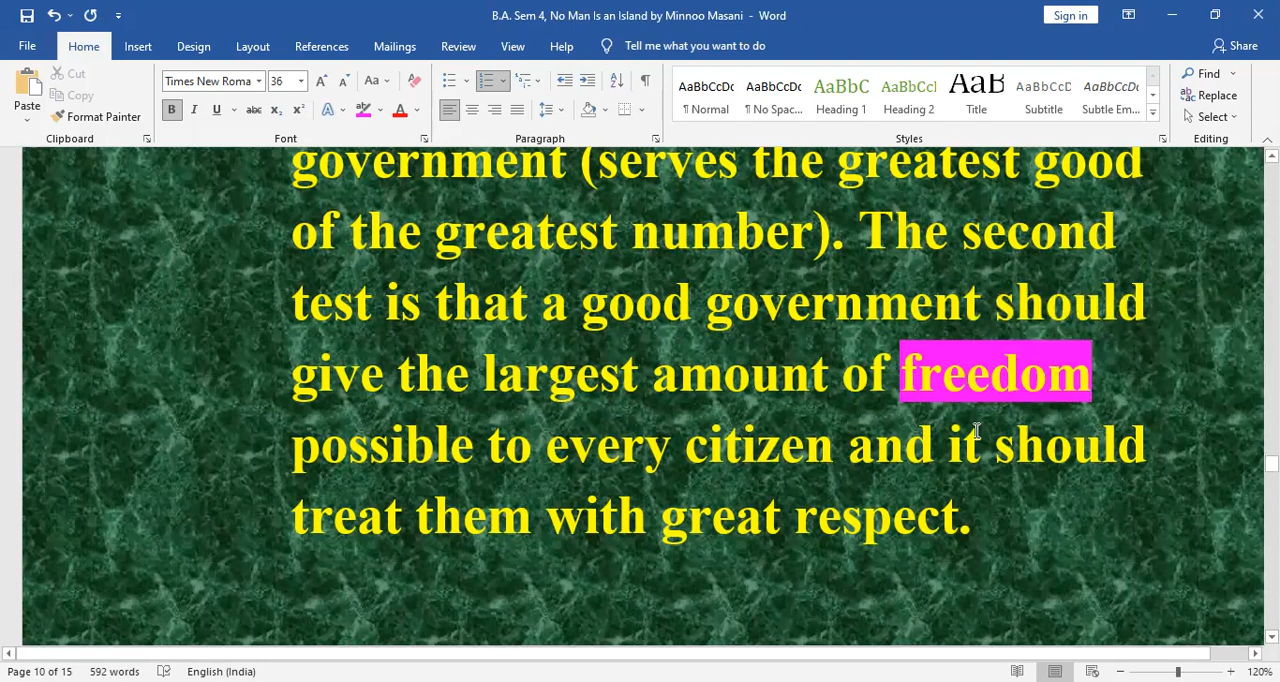 B.A. Sem 4, No Man Is an Island by Minnoo Masani - Word
Sign in
File Home Insert Design Layout References Mailings Review View Help Tell me what you want to do Share
Paste Cut Copy Format Painter
Times New Roma 36
AaBbCcDc AaBbCcDc AaBbC AaBbCcI AaB AaBbCcD AaBbCcDc
¶ Normal ¶ No Spac... Heading 1 Heading 2 Title Subtitle Subtle Em...
Find Replace Select
Clipboard Font Paragraph Styles Editing
government (serves the greatest good
of the greatest number). The second
test is that a good government should
give the largest amount of freedom
possible to every citizen and it should
treat them with great respect.
Page 10 of 15 592 words English (India) 120%